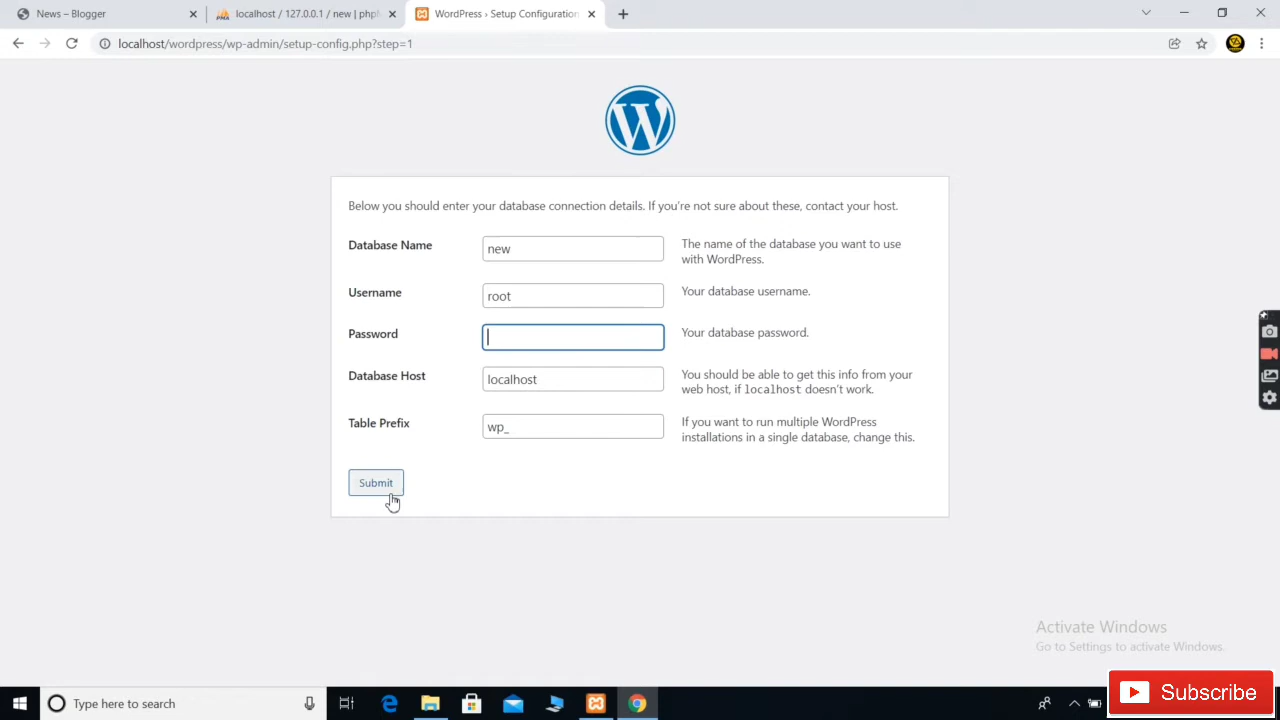 News – Blogger
localhost / 127.0.0.1 / new | phpM
WordPress › Setup Configuration
localhost/wordpress/wp-admin/setup-config.php?step=1
Below you should enter your database connection details. If you're not sure about these, contact your host.
Database Name
new
The name of the database you want to use
with WordPress.
Username
root
Your database username.
Password
Your database password.
Database Host
localhost
You should be able to get this info from your
web host, if localhost doesn't work.
Table Prefix
wp_
If you want to run multiple WordPress
installations in a single database, change this.
Submit
Activate Windows
Go to Settings to activate Windows.
Type here to search
Subscribe